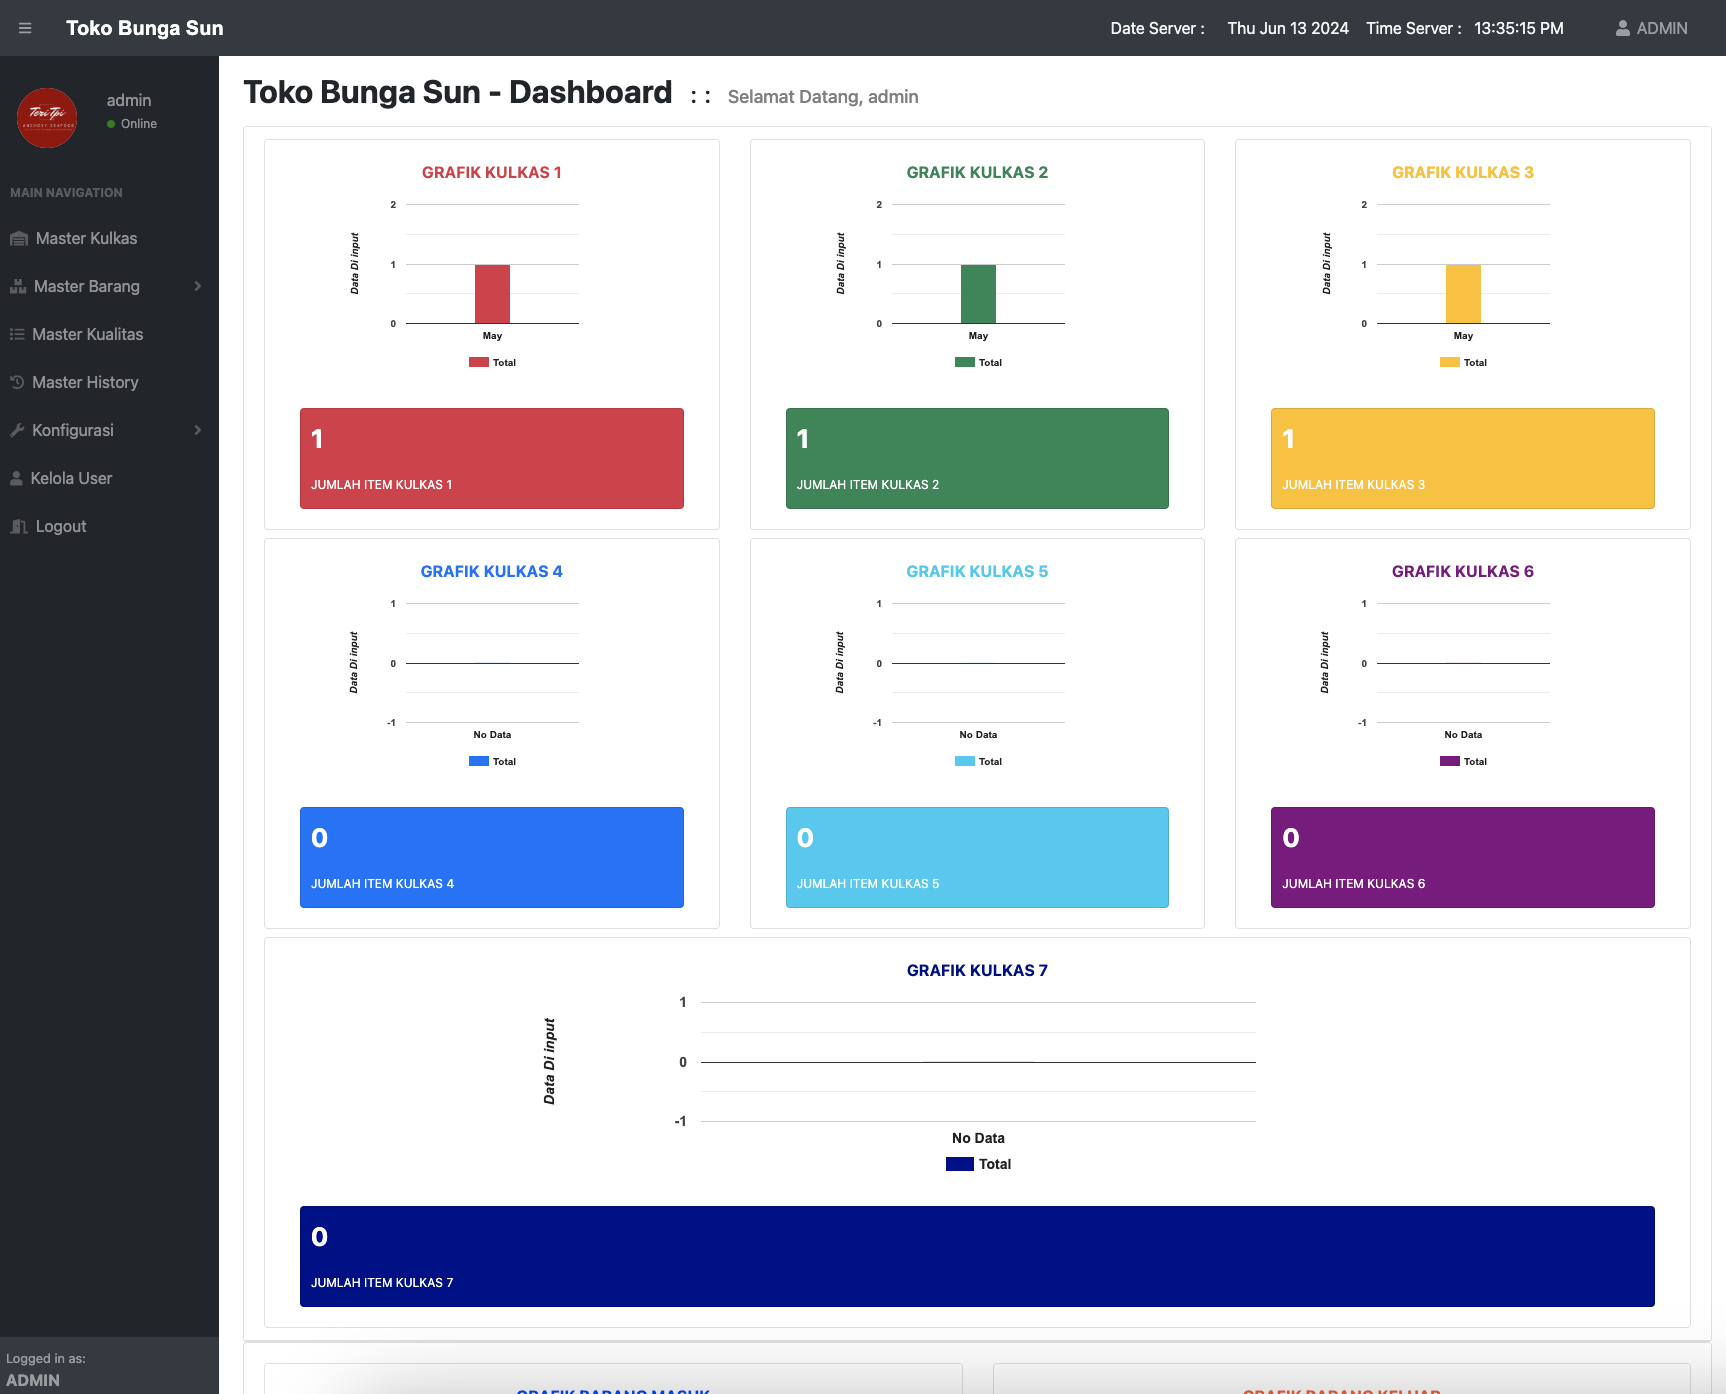 Toko Bunga Sun
Date Server : Thu Jun 13 2024 Time Server : 13:35:15 PM
ADMIN
Teri Tpi
admin
Online
MAIN NAVIGATION
Master Kulkas
Master Barang
Master Kualitas
Master History
Konfigurasi
Kelola User
Logout
Logged in as:
ADMIN
Toko Bunga Sun - Dashboard : : Selamat Datang, admin
GRAFIK KULKAS 1
Data Di input
2
1
0
May
Total
1
JUMLAH ITEM KULKAS 1
GRAFIK KULKAS 2
Data Di input
2
1
0
May
Total
1
JUMLAH ITEM KULKAS 2
GRAFIK KULKAS 3
Data Di input
2
1
0
May
Total
1
JUMLAH ITEM KULKAS 3
GRAFIK KULKAS 4
Data Di input
1
0
-1
No Data
Total
0
JUMLAH ITEM KULKAS 4
GRAFIK KULKAS 5
Data Di input
1
0
-1
No Data
Total
0
JUMLAH ITEM KULKAS 5
GRAFIK KULKAS 6
Data Di input
1
0
-1
No Data
Total
0
JUMLAH ITEM KULKAS 6
GRAFIK KULKAS 7
Data Di input
1
0
-1
No Data
Total
0
JUMLAH ITEM KULKAS 7
GRAFIK BARANG MASUK
GRAFIK BARANG KELUAR